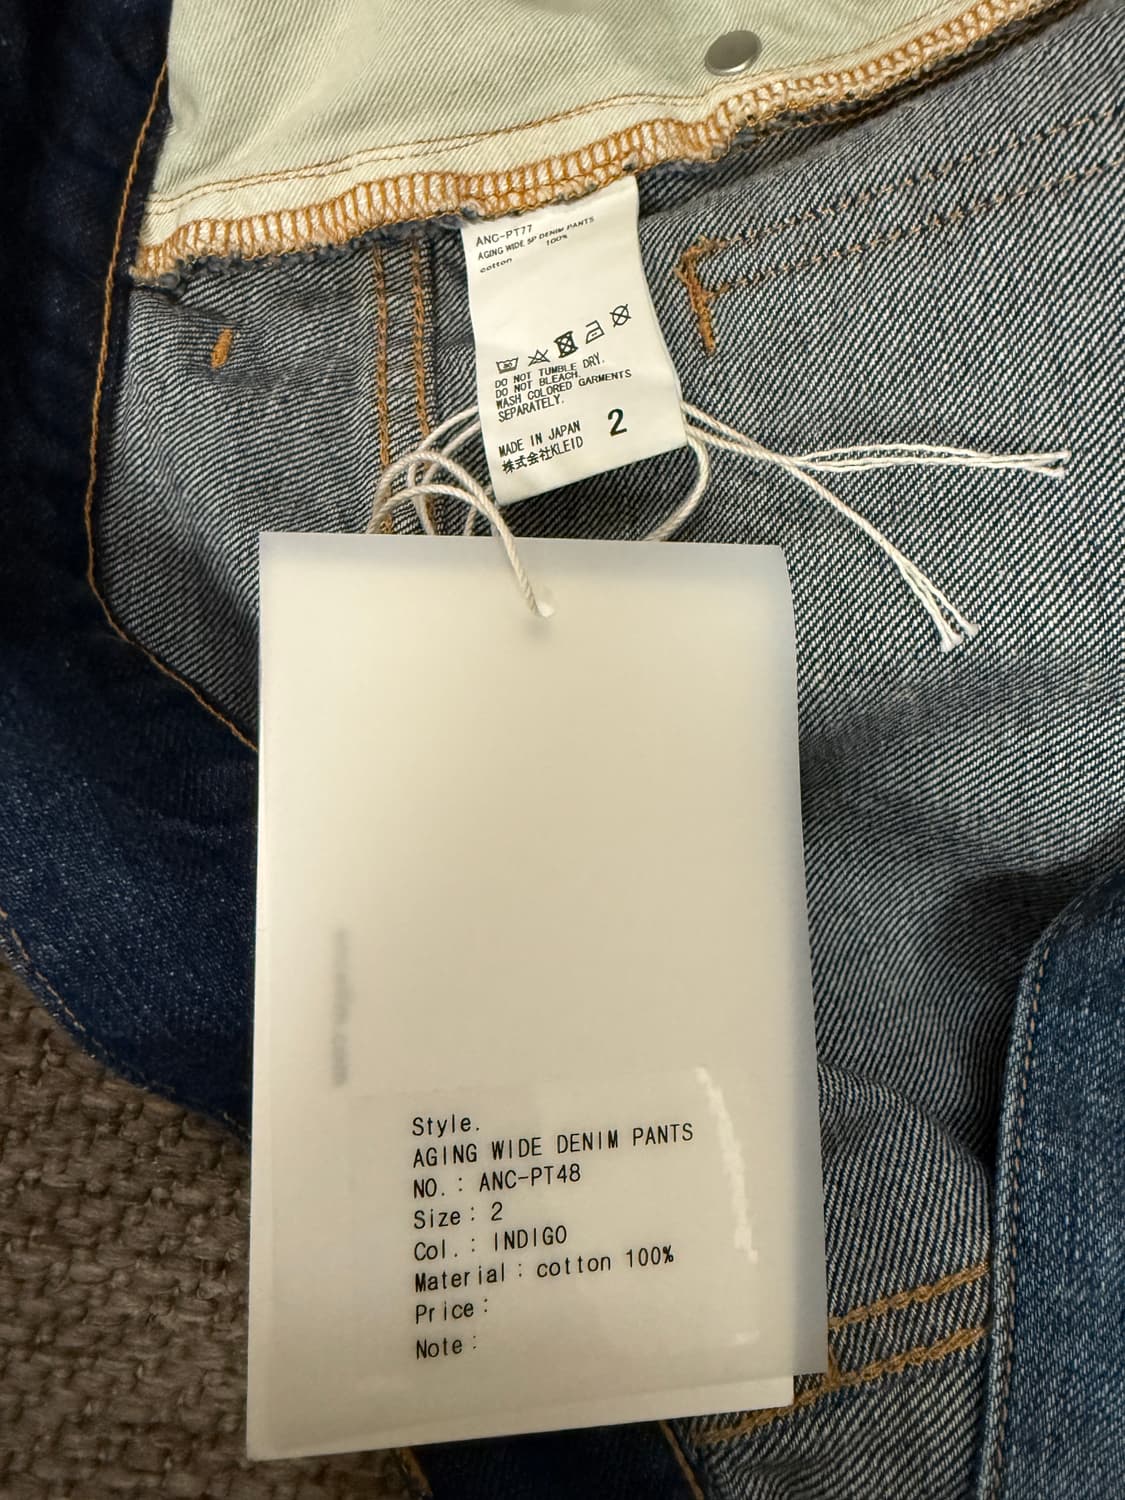 ANC-PT77
AGING WIDE SP DENIM PANTS
cotton 100%
DO NOT TUMBLE DRY.
DO NOT BLEACH.
WASH COLORED GARMENTS
SEPARATELY.
MADE IN JAPAN 2
株式会社KLEID
Style.
AGING WIDE DENIM PANTS
NO.: ANC-PT48
Size: 2
Col.: INDIGO
Material: cotton 100%
Price:
Note: